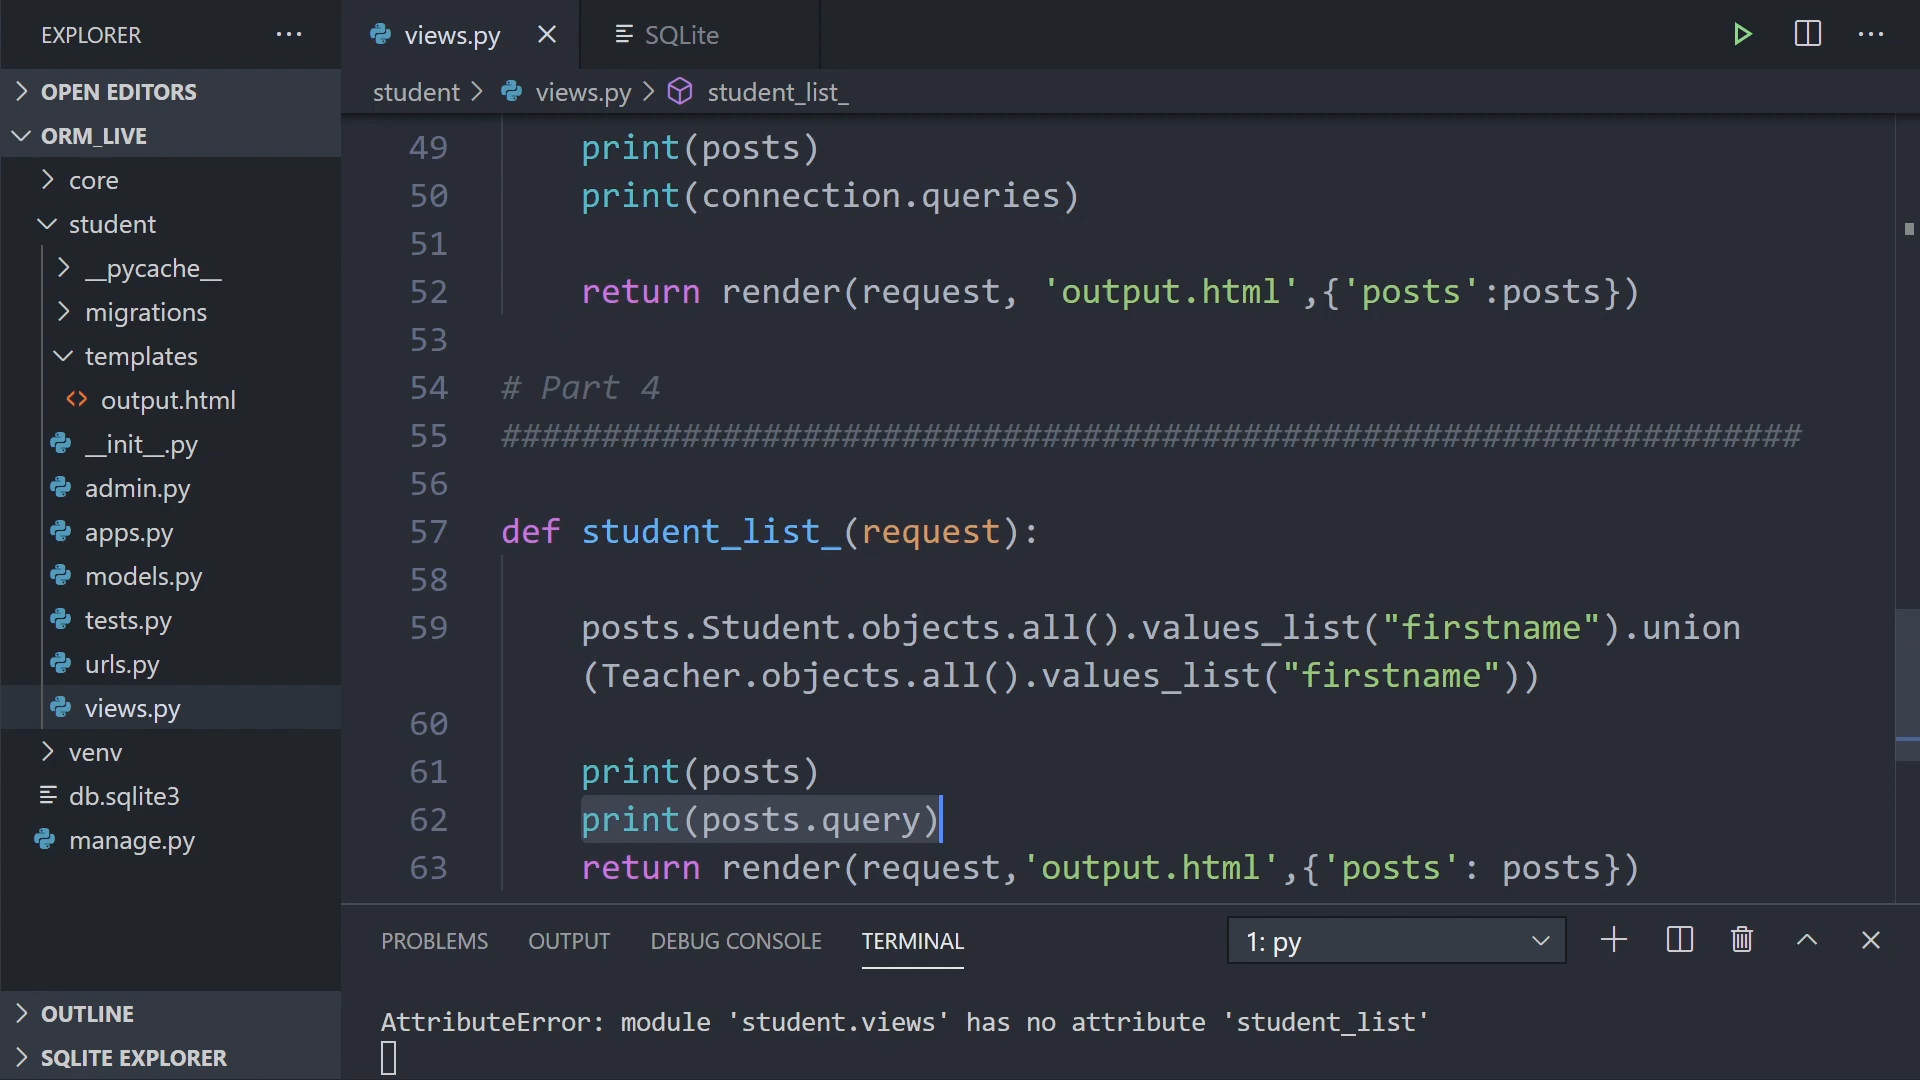 EXPLORER
OPEN EDITORS
ORM_LIVE
core
student
__pycache__
migrations
templates
output.html
__init__.py
admin.py
apps.py
models.py
tests.py
urls.py
views.py
venv
db.sqlite3
manage.py
OUTLINE
SQLITE EXPLORER
views.py
SQLite
student > views.py > student_list_
49 print(posts)
50 print(connection.queries)
51
52 return render(request, 'output.html',{'posts':posts})
53
54 # Part 4
55 #################################################################
56
57 def student_list_(request):
58
59 posts.Student.objects.all().values_list("firstname").union
(Teacher.objects.all().values_list("firstname"))
60
61 print(posts)
62 print(posts.query)
63 return render(request,'output.html',{'posts': posts})
PROBLEMS OUTPUT DEBUG CONSOLE TERMINAL 1: py
AttributeError: module 'student.views' has no attribute 'student_list'